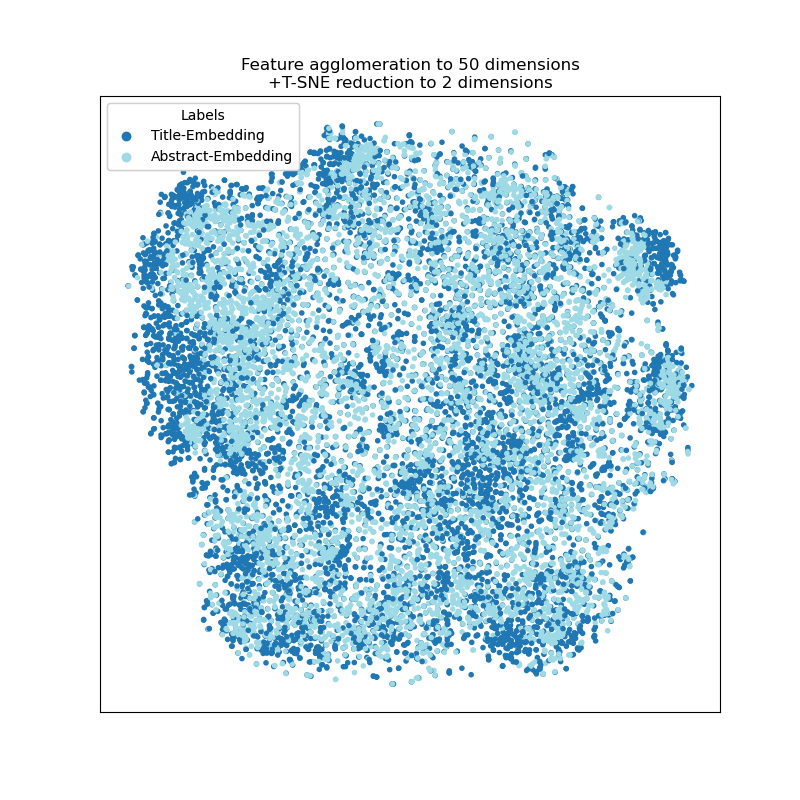 Feature agglomeration to 50 dimensions
+T-SNE reduction to 2 dimensions
Labels
Title-Embedding
Abstract-Embedding